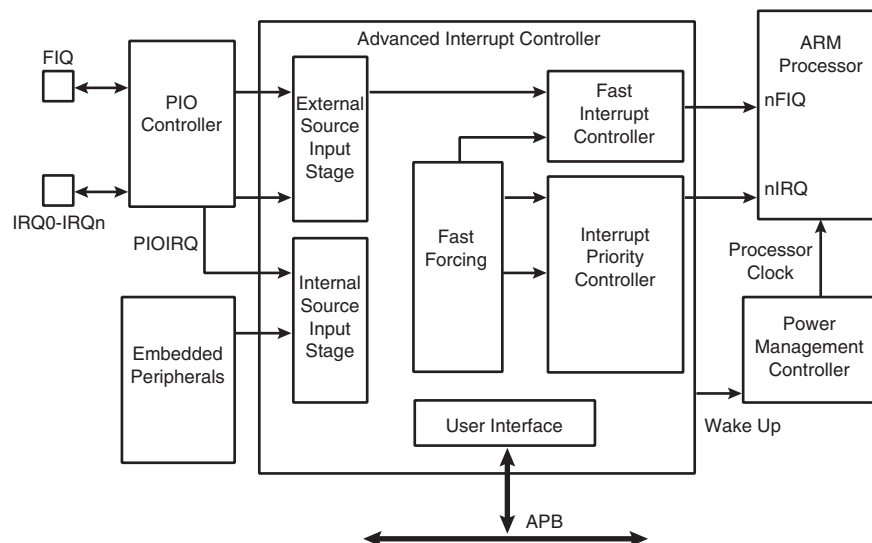 Advanced Interrupt Controller
FIQ
PIO
Controller
IRQ0-IRQn
PIOIRQ
Embedded
Peripherals
External
Source
Input
Stage
Internal
Source
Input
Stage
Fast
Forcing
Fast
Interrupt
Controller
Interrupt
Priority
Controller
User Interface
APB
ARM
Processor
nFIQ
nIRQ
Processor
Clock
Power
Management
Controller
Wake Up